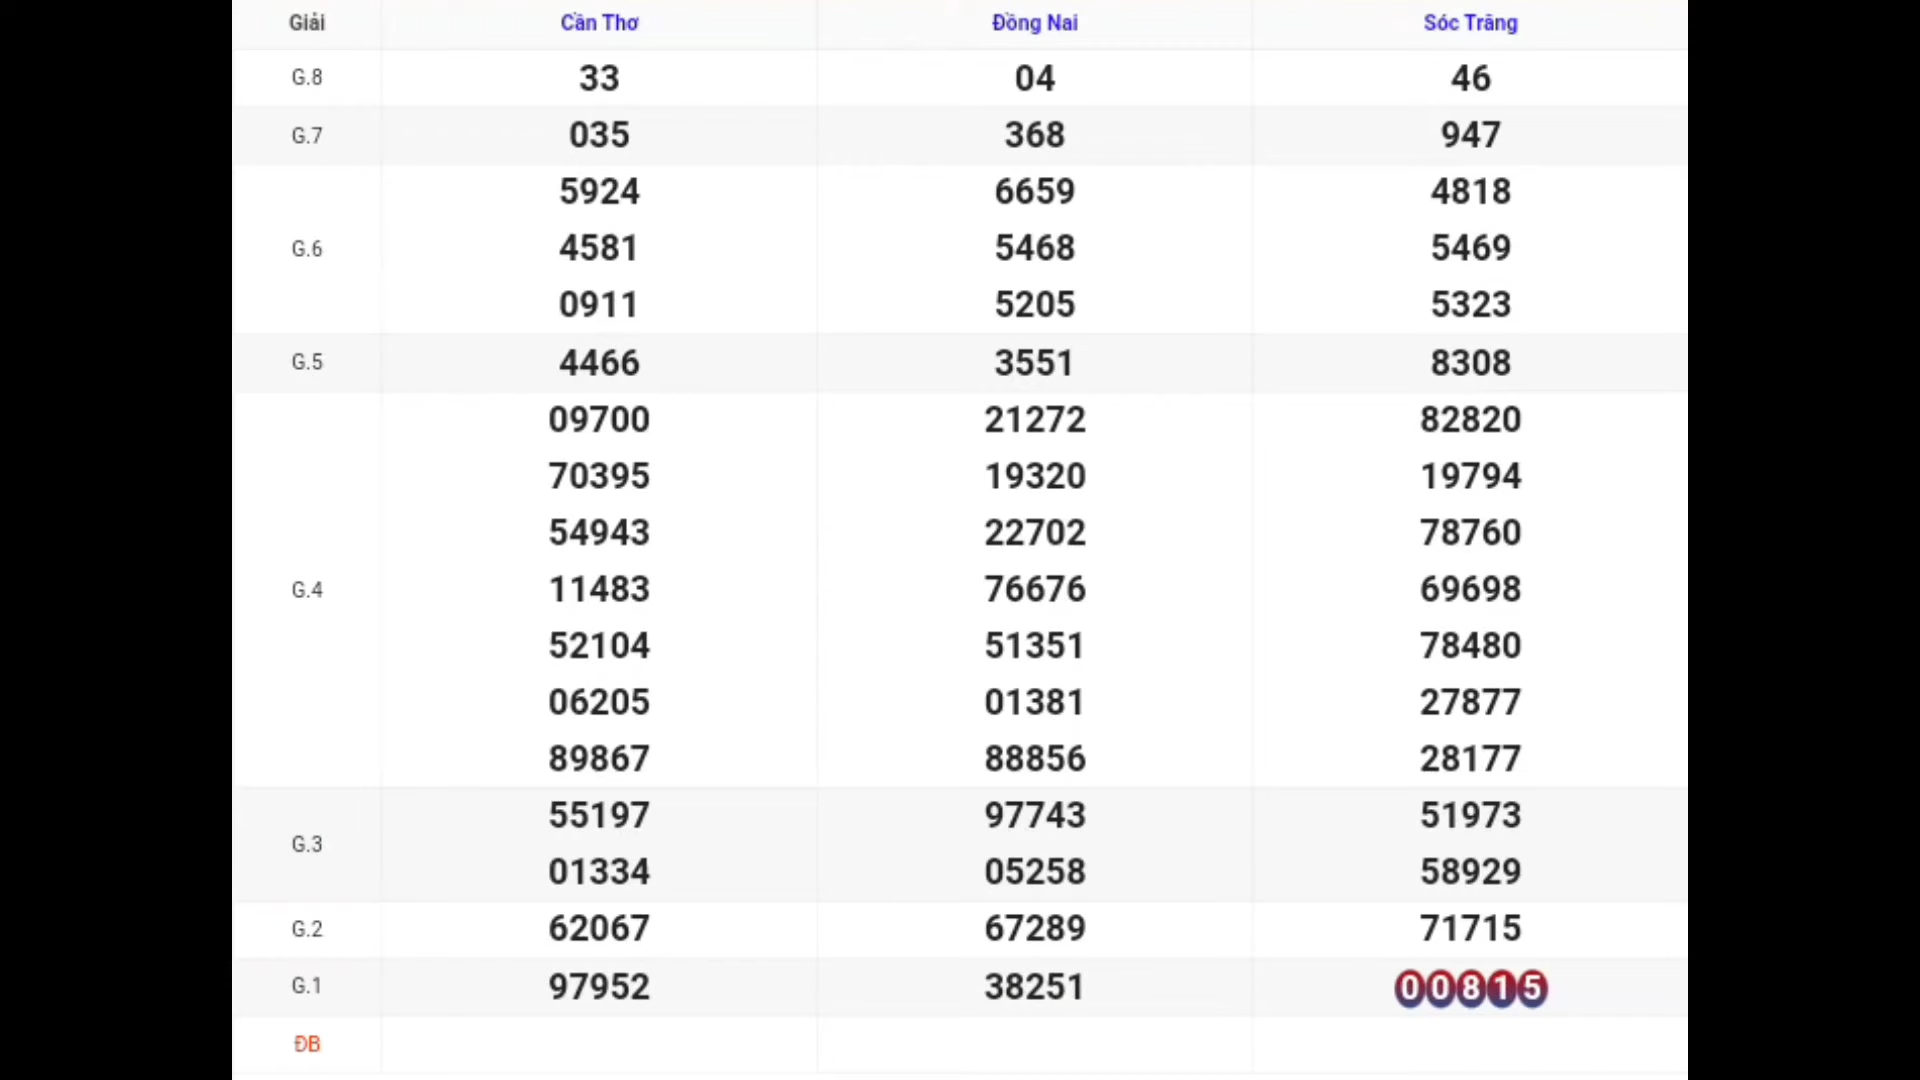 Giải Cần Thơ Đồng Nai Sóc Trăng
G.8 33 04 46
G.7 035 368 947
5924 6659 4818
G.6 4581 5468 5469
0911 5205 5323
G.5 4466 3551 8308
09700 21272 82820
70395 19320 19794
54943 22702 78760
G.4 11483 76676 69698
52104 51351 78480
06205 01381 27877
89867 88856 28177
55197 97743 51973
G.3
01334 05258 58929
G.2 62067 67289 71715
G.1 97952 38251 00815
ĐB